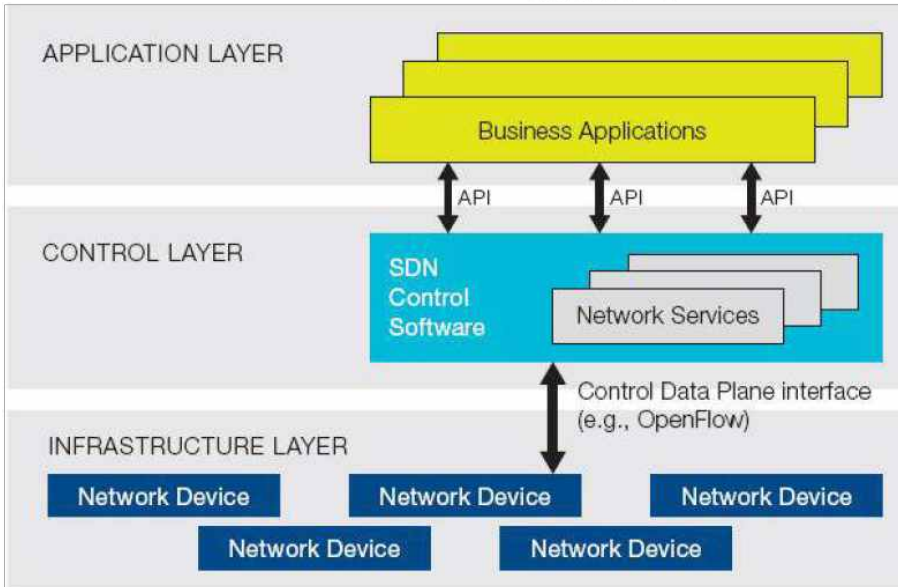 APPLICATION LAYER
Business Applications
API
API
API
CONTROL LAYER
SDN
Control
Software
Network Services
Control Data Plane interface
(e.g., OpenFlow)
INFRASTRUCTURE LAYER
Network Device
Network Device
Network Device
Network Device
Network Device